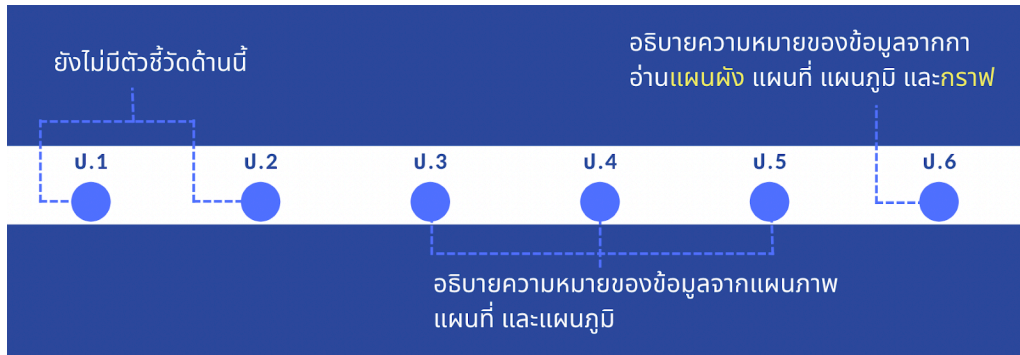 ยังไม่มีตัวชี้วัดด้านนี้
อธิบายความหมายของข้อมูลจากกา
อ่านแผนผัง แผนที่ แผนภูมิ และกราฟ
ป.1 ป.2 ป.3 ป.4 ป.5 ป.6
อธิบายความหมายของข้อมูลจากแผนภาพ
แผนที่ และแผนภูมิ